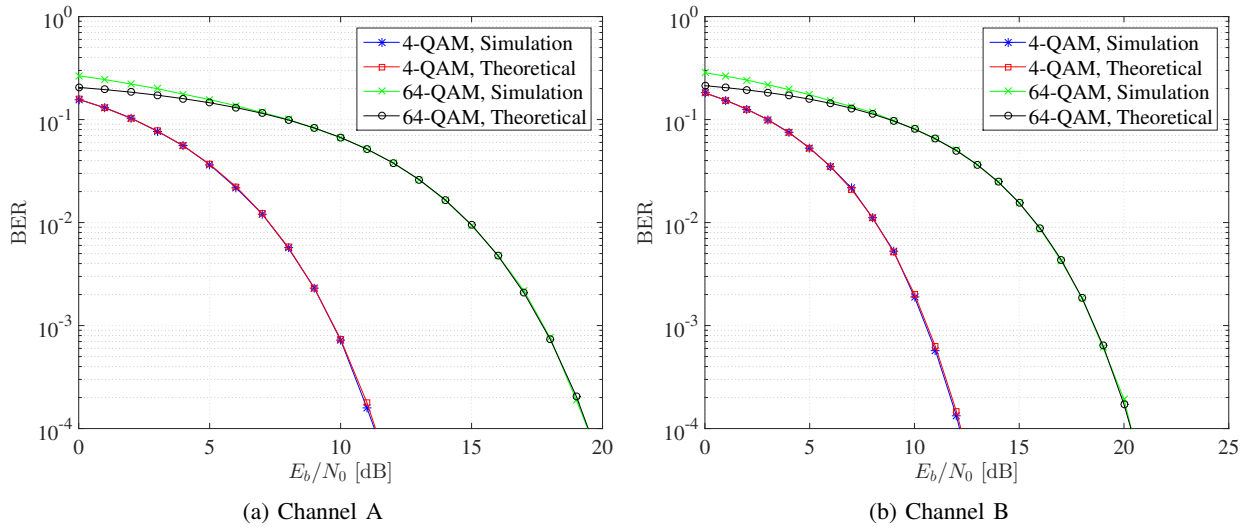 10^0
10^-1
10^-2
10^-3
10^-4
BER
0
5
10
15
20
E_b/N_0 [dB]
4-QAM, Simulation
4-QAM, Theoretical
64-QAM, Simulation
64-QAM, Theoretical
(a) Channel A
10^0
10^-1
10^-2
10^-3
10^-4
BER
0
5
10
15
20
25
E_b/N_0 [dB]
4-QAM, Simulation
4-QAM, Theoretical
64-QAM, Simulation
64-QAM, Theoretical
(b) Channel B